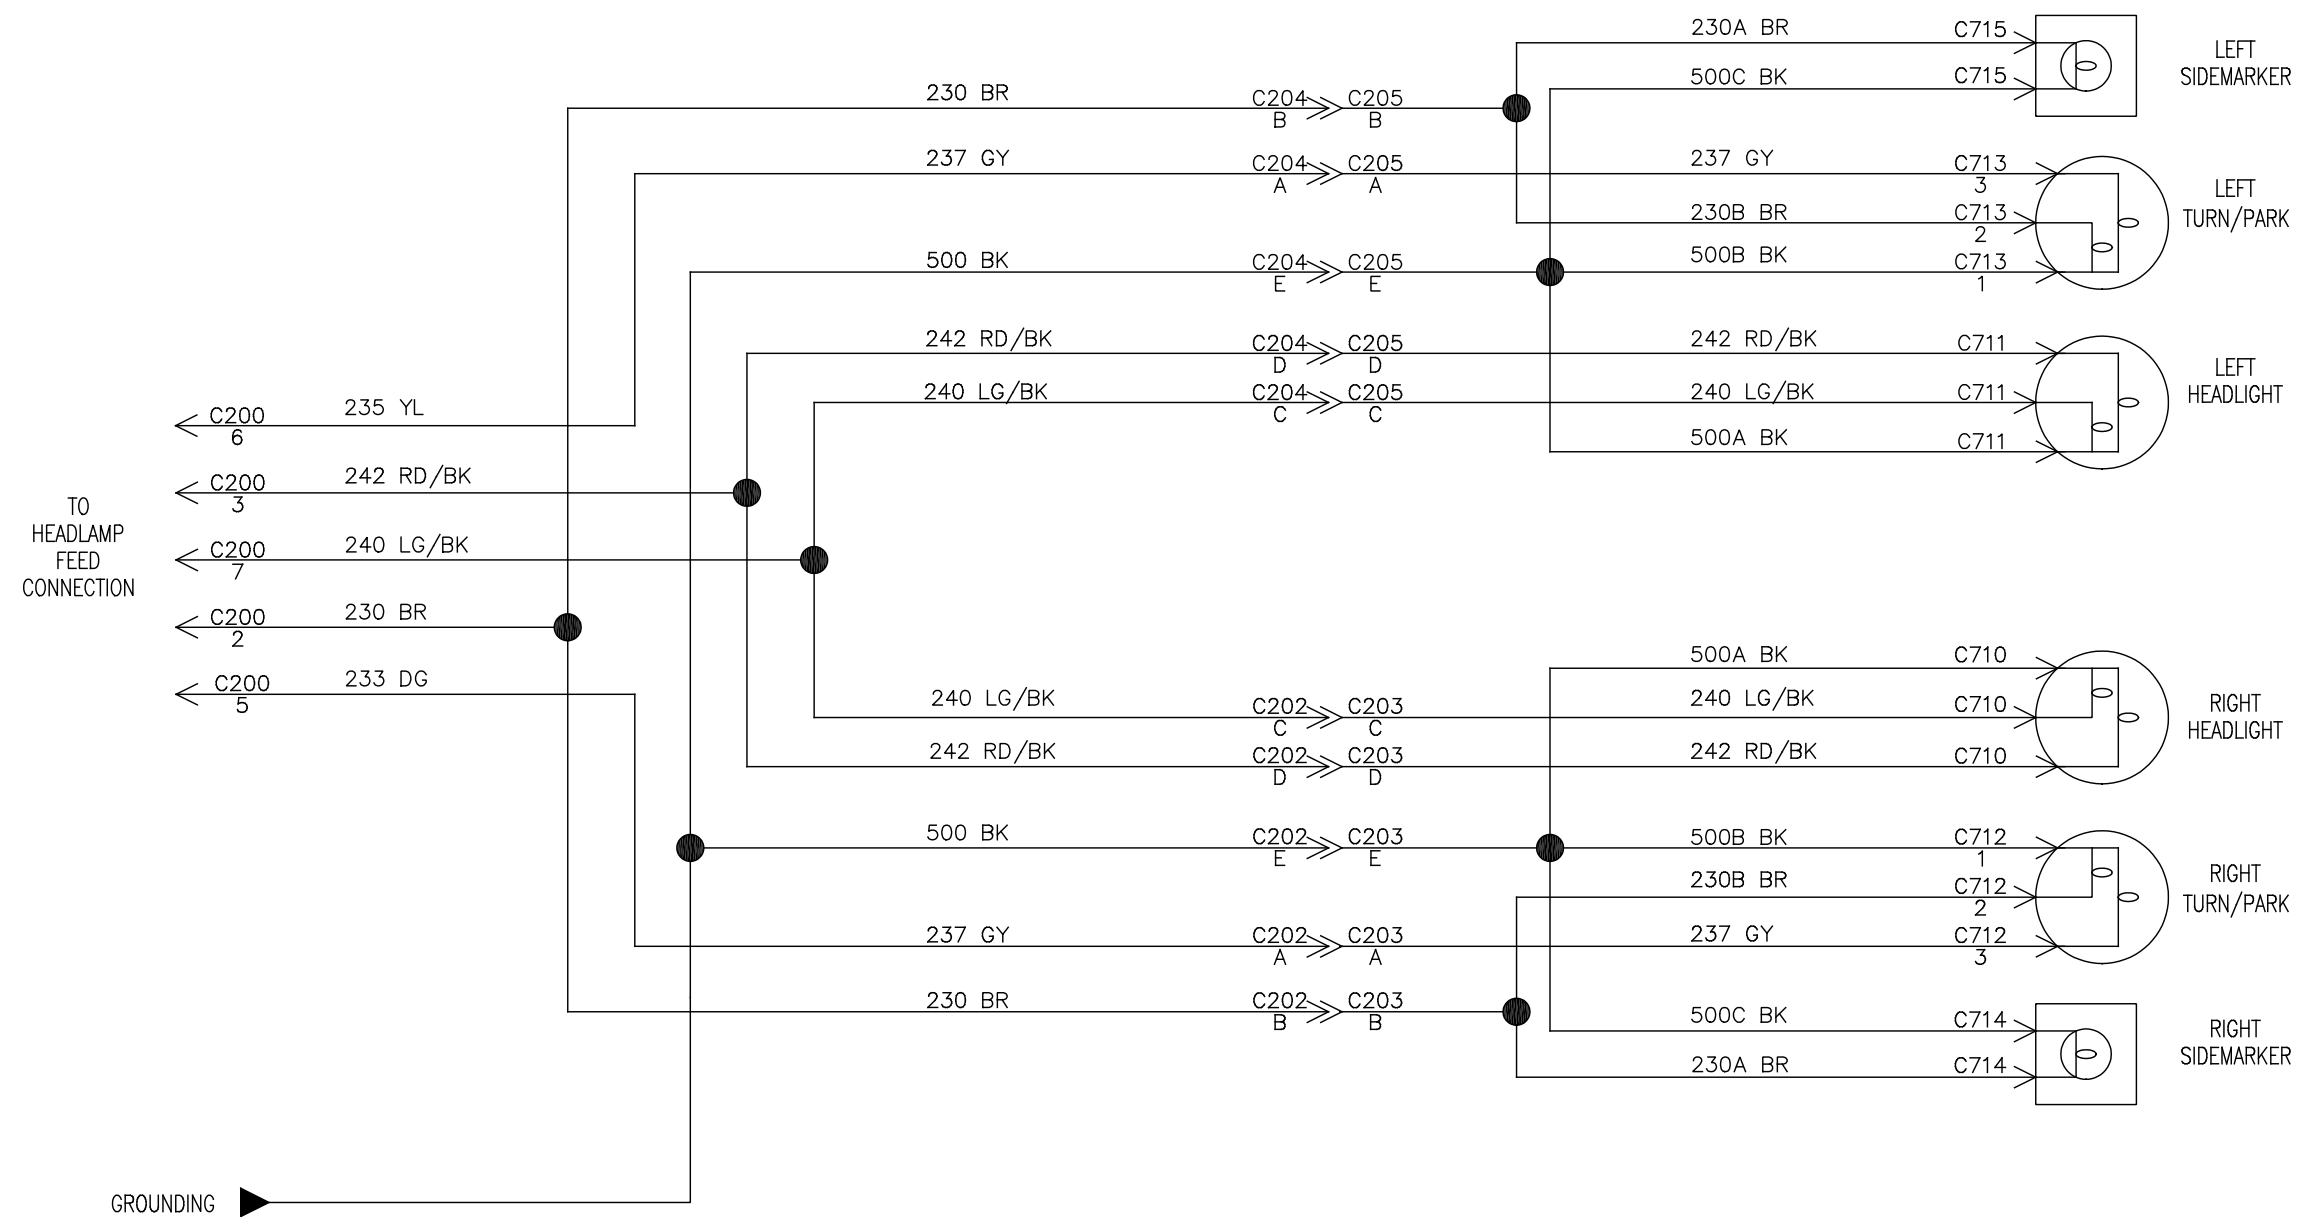 230A BR C715
LEFT
SIDEMARKER
500C BK C715
230 BR C204 C205
B B
237 GY C204 C205 237 GY C713
A A 3
LEFT
TURN/PARK
230B BR C713
2
500 BK C204 C205 500B BK C713
E E 1
242 RD/BK C204 C205 242 RD/BK C711
D D
LEFT
HEADLIGHT
240 LG/BK C204 C205 240 LG/BK C711
C C
C200 235 YL
6
500A BK C711
C200 242 RD/BK
3
TO
HEADLAMP
FEED
CONNECTION
C200 240 LG/BK
7
C200 230 BR
2
C200 233 DG
5
500A BK C710
240 LG/BK C202 C203 240 LG/BK C710
C C
RIGHT
HEADLIGHT
242 RD/BK C202 C203 242 RD/BK C710
D D
500 BK C202 C203 500B BK C712
E E 1
230B BR C712
2
RIGHT
TURN/PARK
237 GY C202 C203 237 GY C712
A A 3
230 BR C202 C203
B B
500C BK C714
RIGHT
SIDEMARKER
230A BR C714
GROUNDING